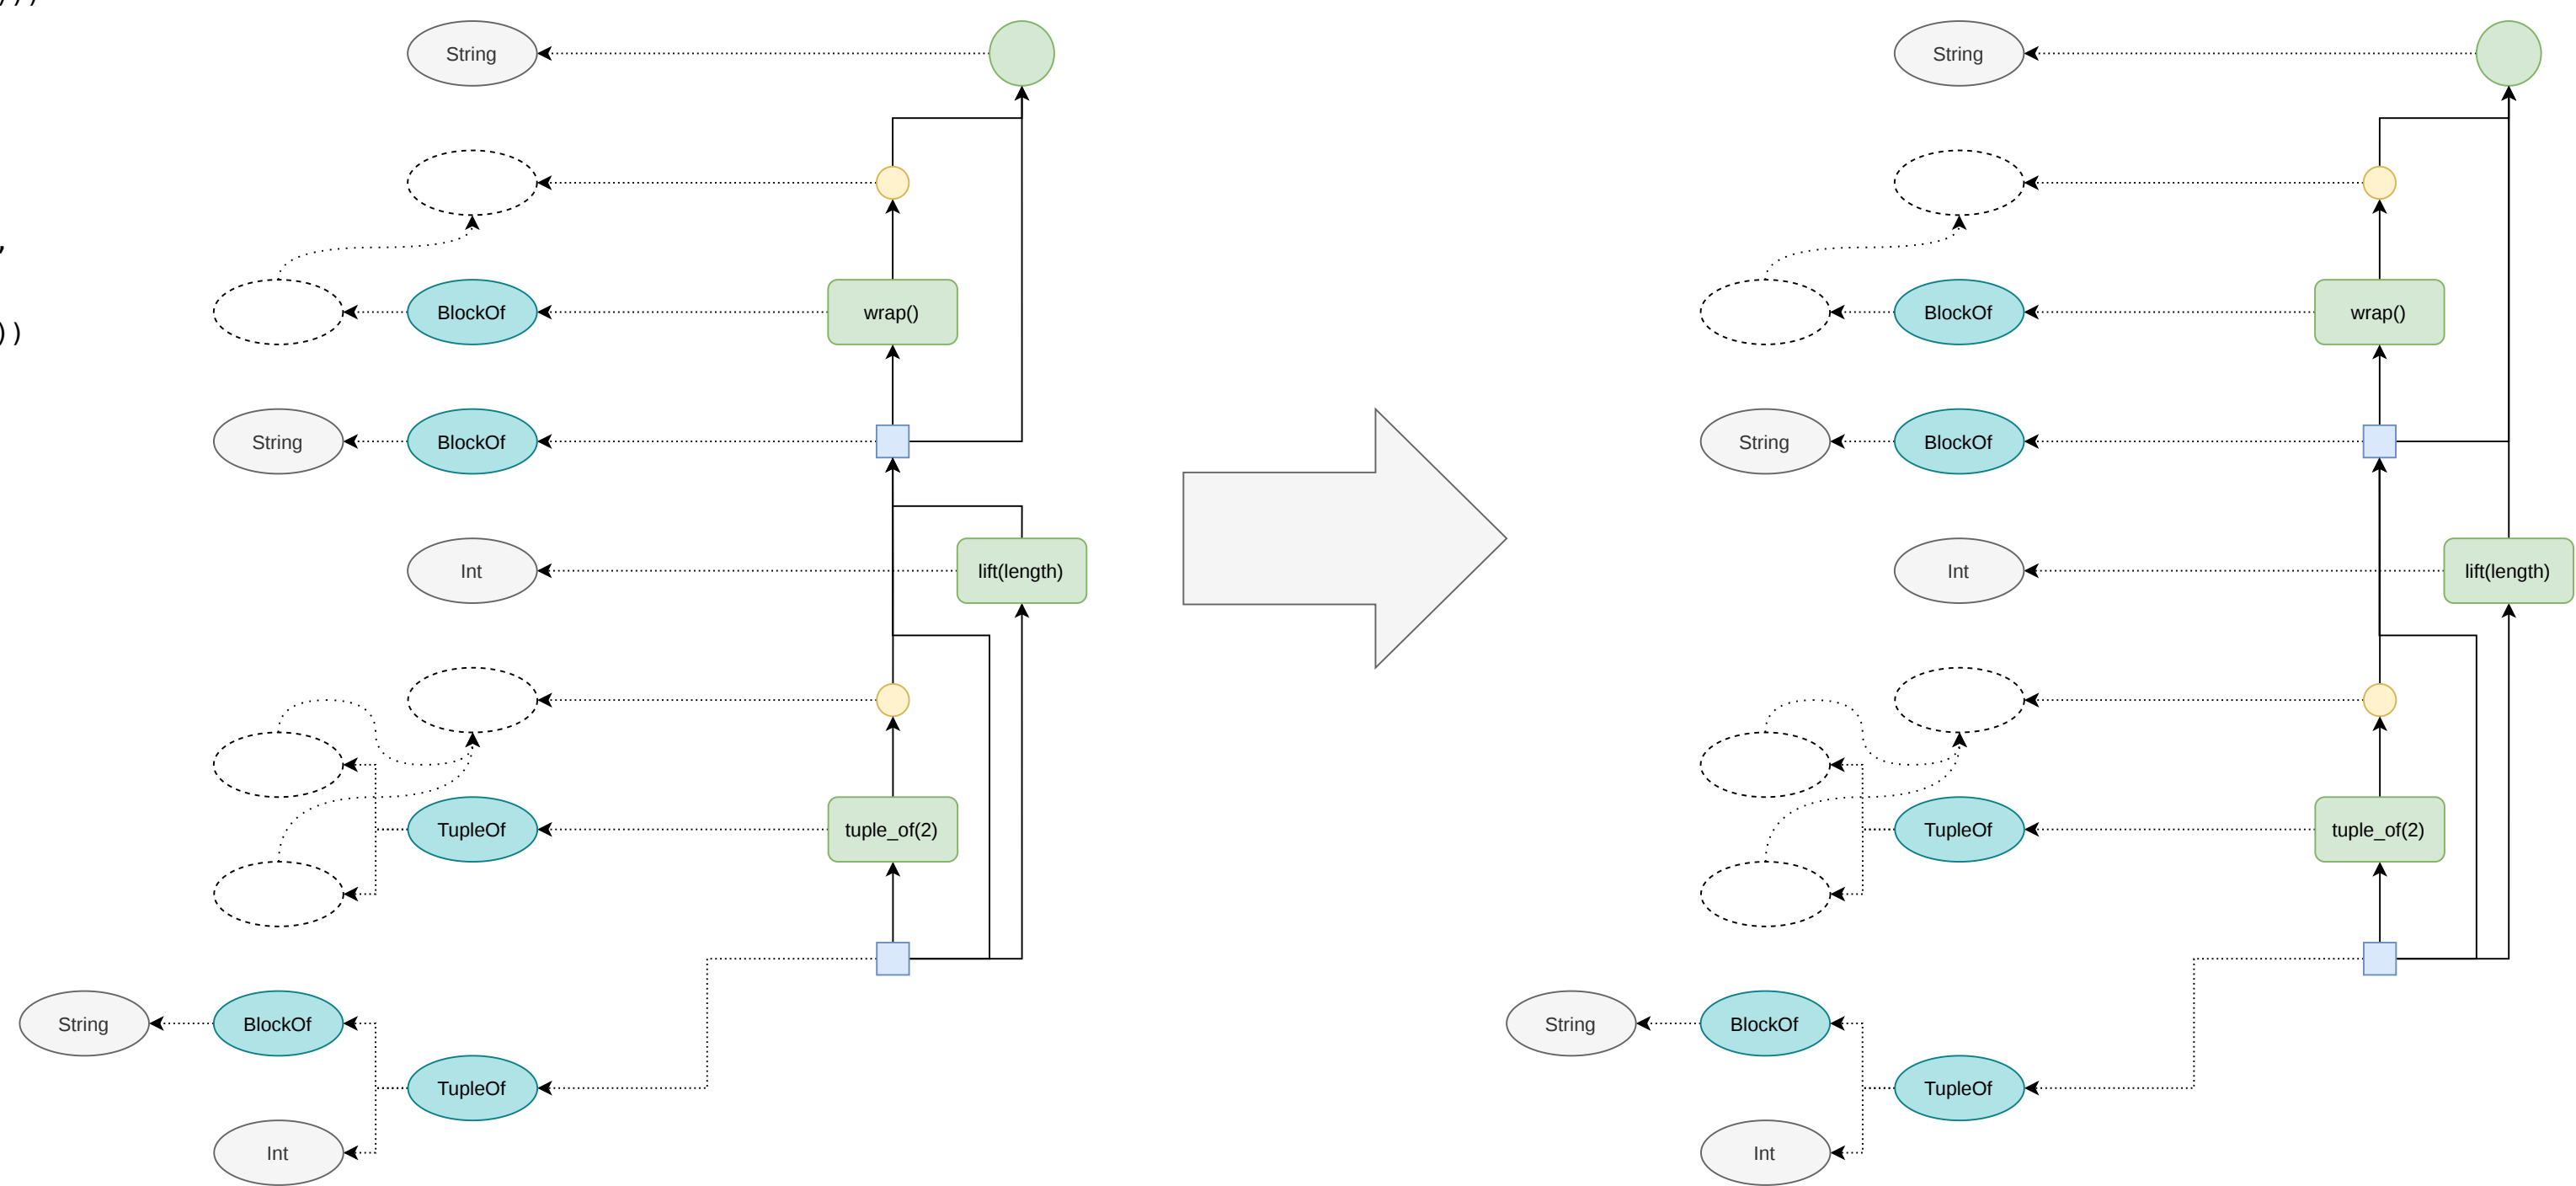 )))
String
String
,
BlockOf
wrap()
BlockOf
wrap()
))
String
BlockOf
String
BlockOf
Int
lift(length)
Int
lift(length)
TupleOf
tuple_of(2)
TupleOf
tuple_of(2)
String
BlockOf
String
BlockOf
TupleOf
TupleOf
Int
Int